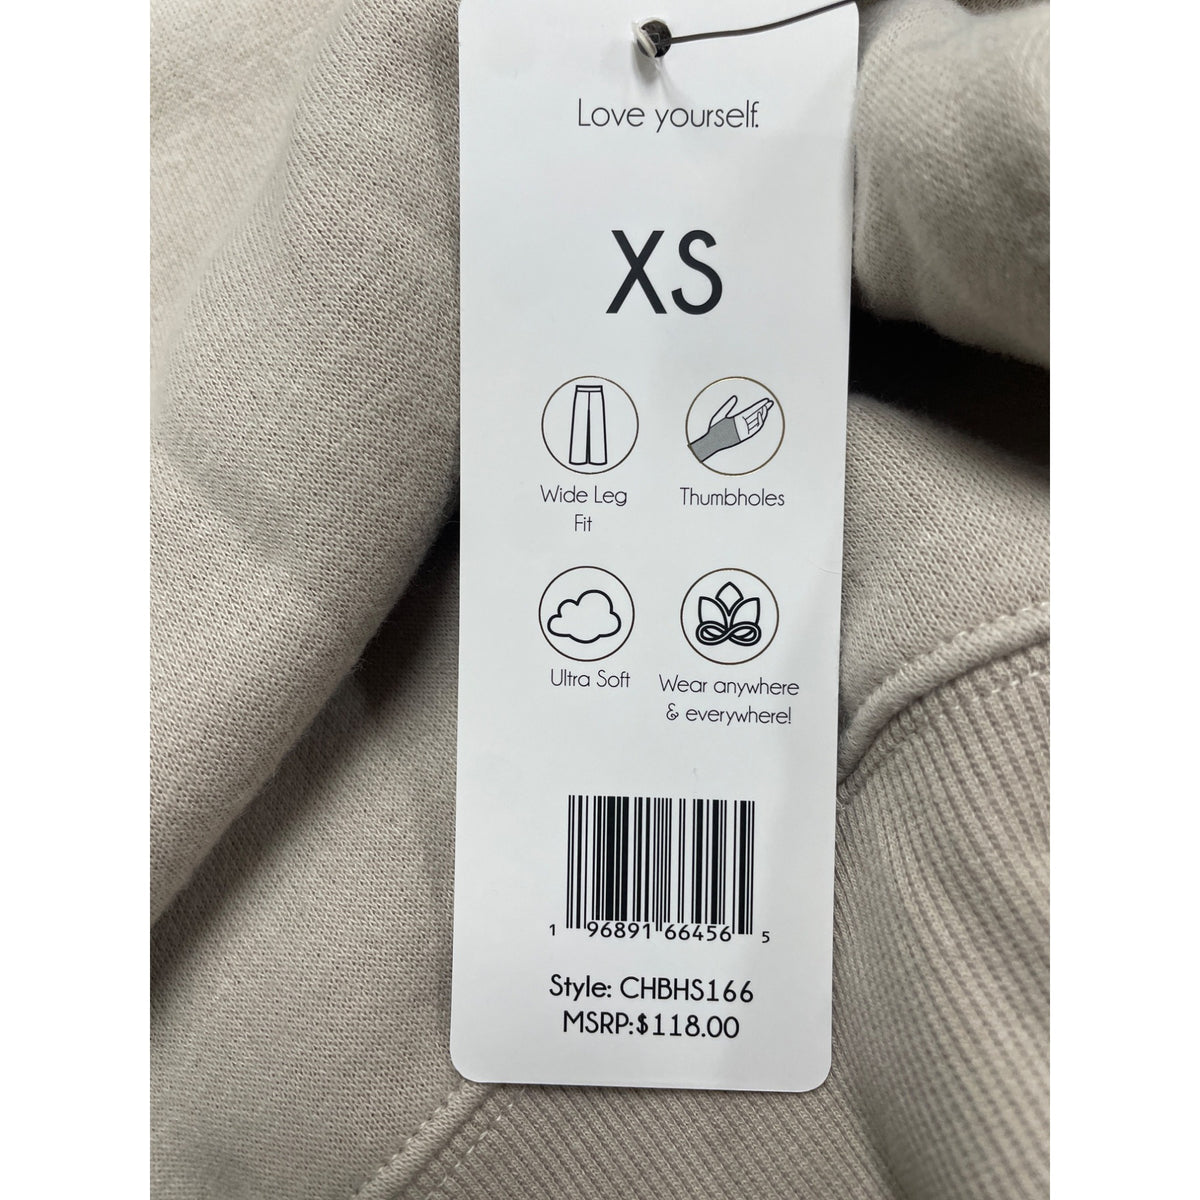 Love yourself.
XS
Wide Leg
Fit
Thumbholes
Ultra Soft
Wear anywhere
& everywhere!
1 96891 66456 5
Style: CHBHS166
MSRP:$118.00